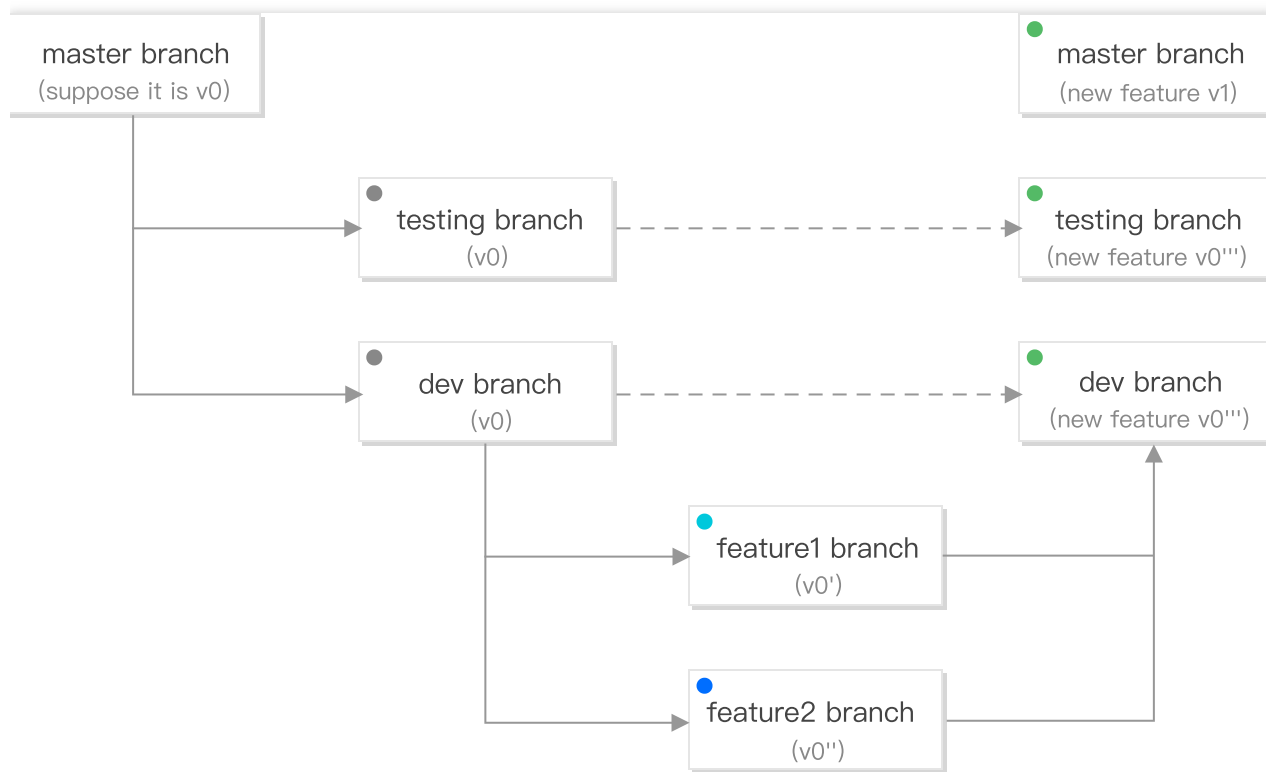 master branch
(suppose it is v0)
master branch
(new feature v1)
testing branch
(v0)
testing branch
(new feature v0''')
dev branch
(v0)
dev branch
(new feature v0''')
feature1 branch
(v0')
feature2 branch
(v0'')